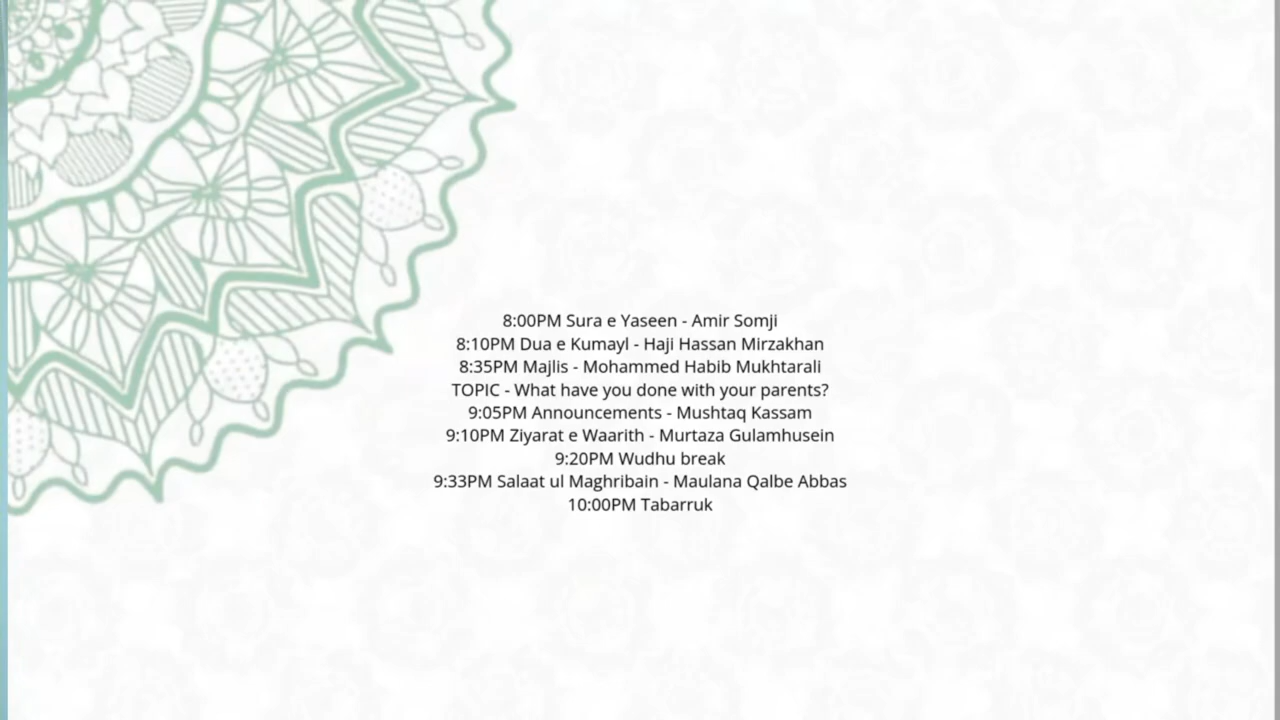 8:00PM Sura e Yaseen - Amir Somji
8:10PM Dua e Kumayl - Haji Hassan Mirzakhan
8:35PM Majlis - Mohammed Habib Mukhtarali
TOPIC - What have you done with your parents?
9:05PM Announcements - Mushtaq Kassam
9:10PM Ziyarat e Waarith - Murtaza Gulamhusein
9:20PM Wudhu break
9:33PM Salaat ul Maghribain - Maulana Qalbe Abbas
10:00PM Tabarruk